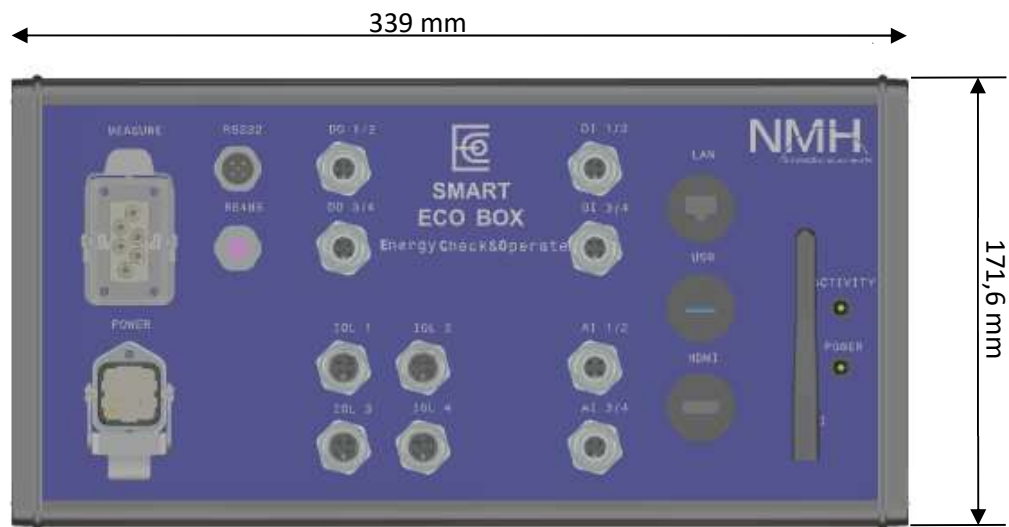 339 mm
171,6 mm
MEASURE
RS232
DO 1/2
DI 1/2
NMH
LAN
SMART
ECO BOX
Energy Check&Operate
RS485
DO 3/4
DI 3/4
USB
ACTIVITY
POWER
IOL 1
IOL 2
AI 1/2
HDMI
POWER
IOL 3
IOL 4
AI 3/4